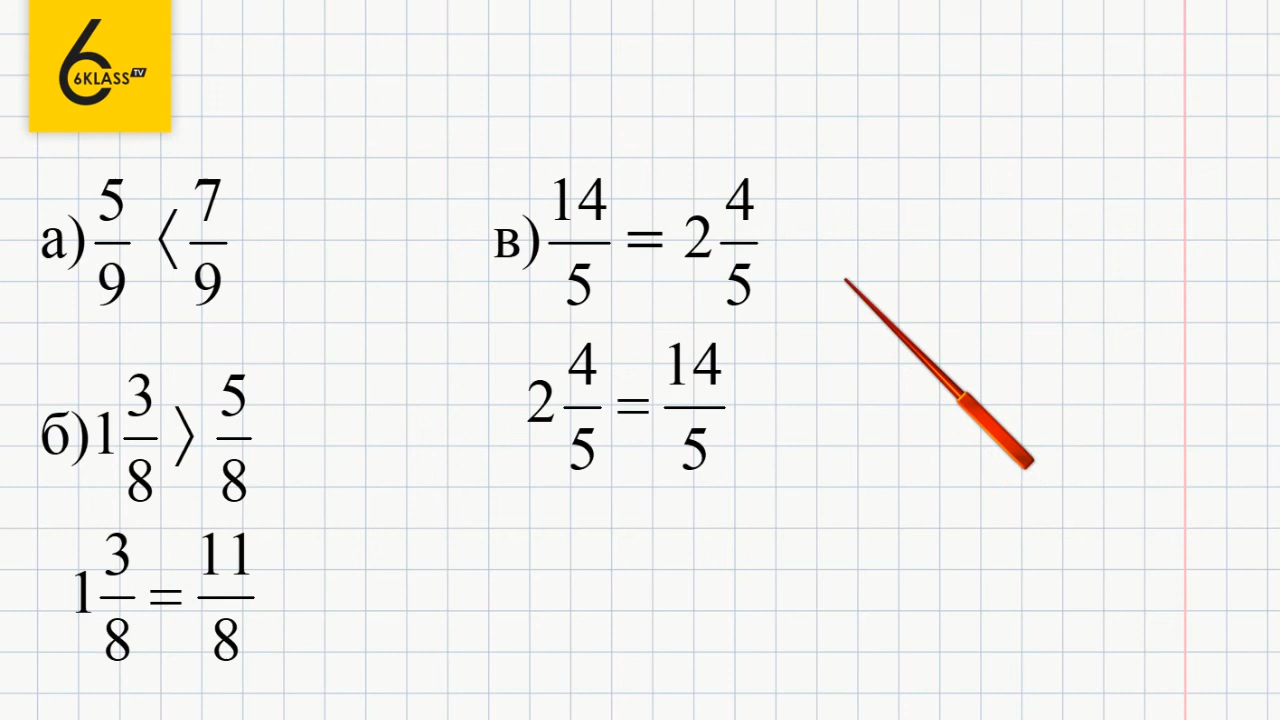 6KLASS TV
а) 5/9 < 7/9
б) 1 3/8 > 5/8
1 3/8 = 11/8
в) 14/5 = 2 4/5
2 4/5 = 14/5